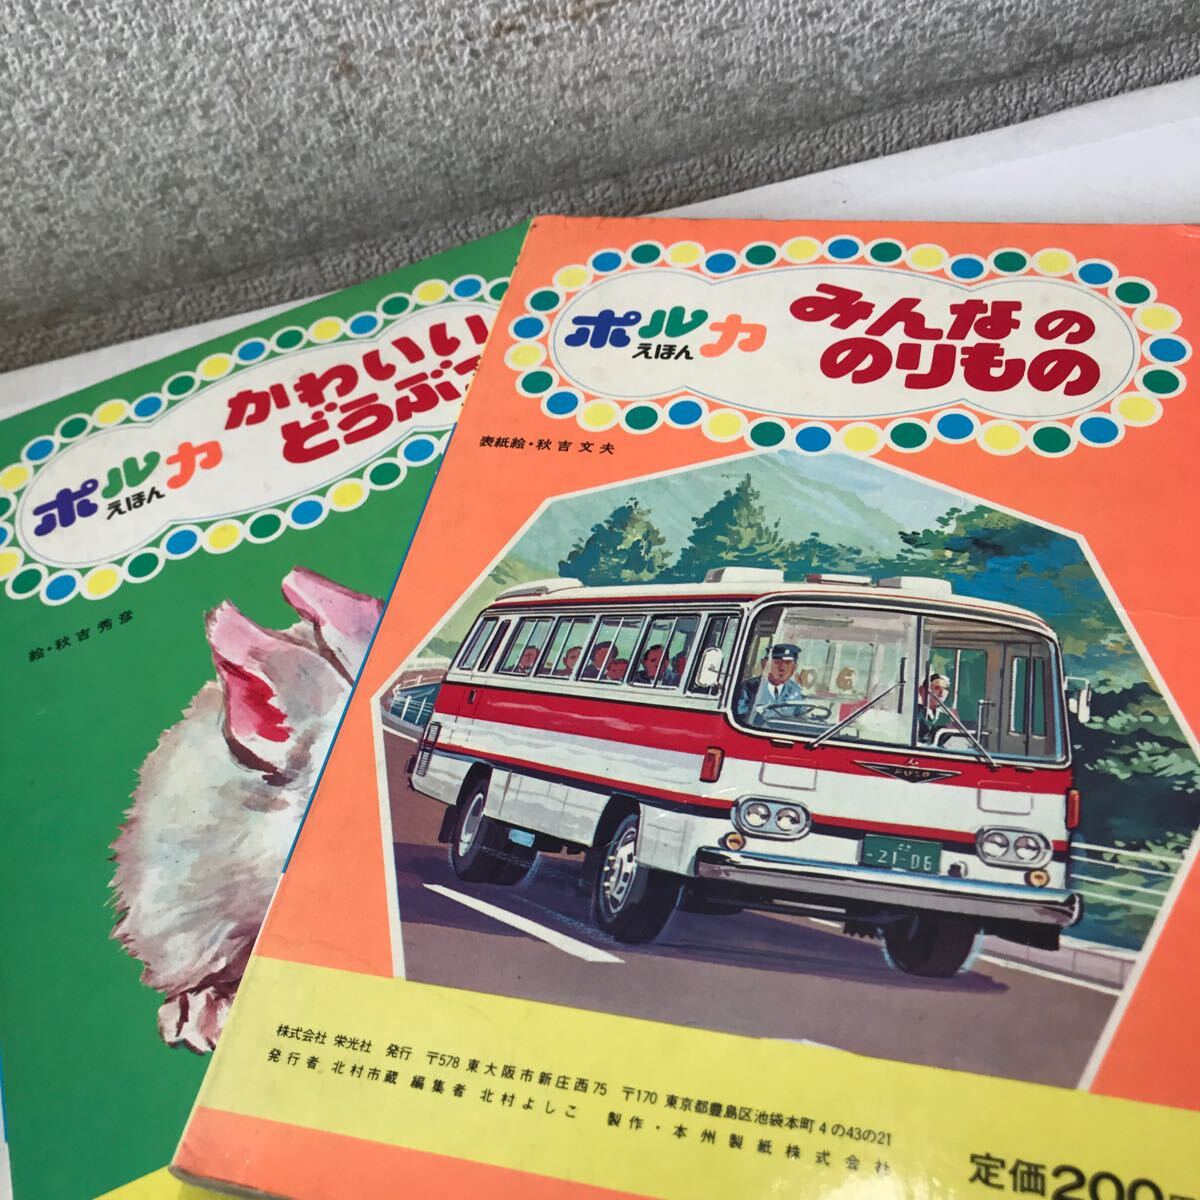 ポルカ
えほん
かわいい
どうぶ
絵・秋吉秀彦
ポルカ
えほん
みんなの
のりもの
表紙絵・秋吉文夫
FUSO
21-06
株式会社 栄光社 発行 〒578 東大阪市新庄西75 〒170 東京都豊島区池袋本町4の43の21
発行者 北村市蔵 編集者 北村よしこ 製作・本州製紙株式会社
定価200